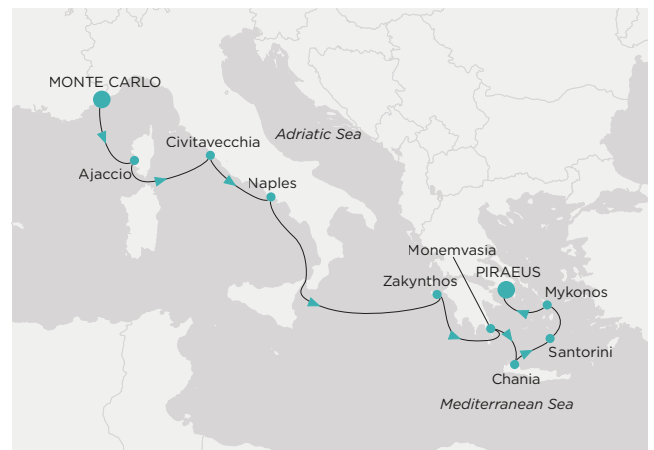 MONTE CARLO
Adriatic Sea
Civitavecchia
Ajaccio
Naples
Monemvasia
Zakynthos
PIRAEUS
Mykonos
Santorini
Chania
Mediterranean Sea